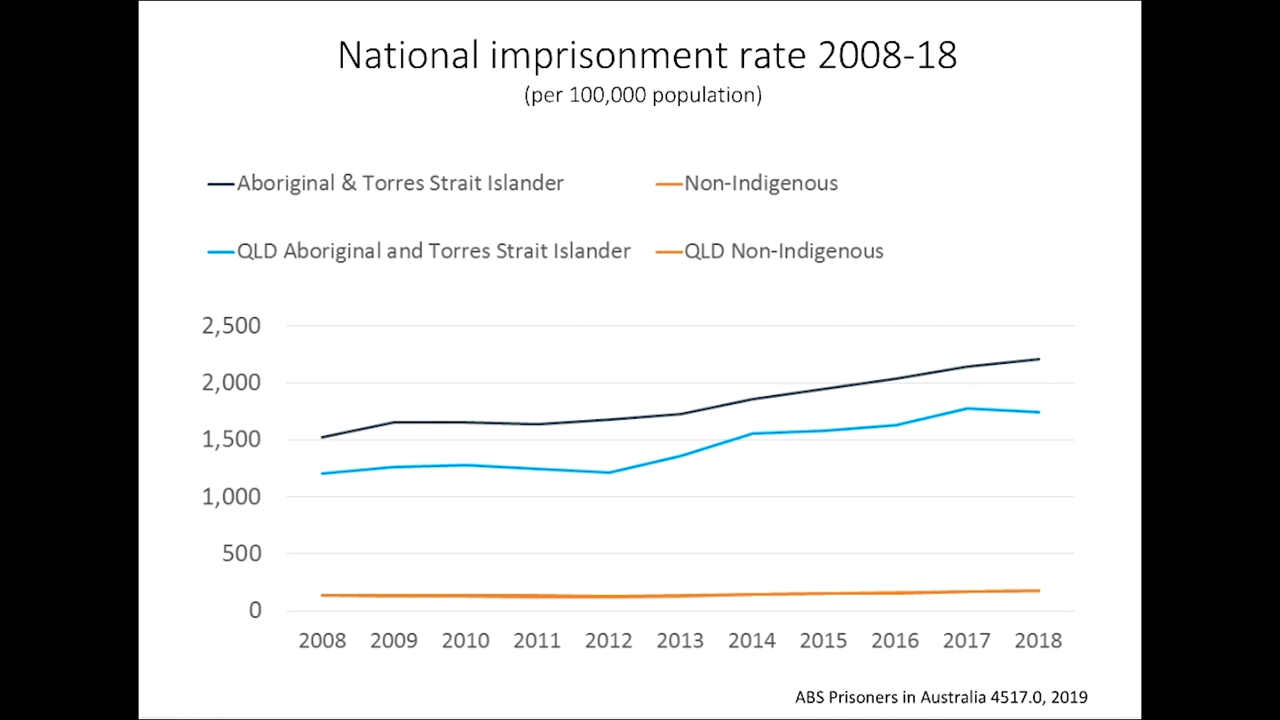 National imprisonment rate 2008-18
(per 100,000 population)
Aboriginal & Torres Strait Islander
Non-Indigenous
QLD Aboriginal and Torres Strait Islander
QLD Non-Indigenous
2,500
2,000
1,500
1,000
500
0
2008 2009 2010 2011 2012 2013 2014 2015 2016 2017 2018
ABS Prisoners in Australia 4517.0, 2019